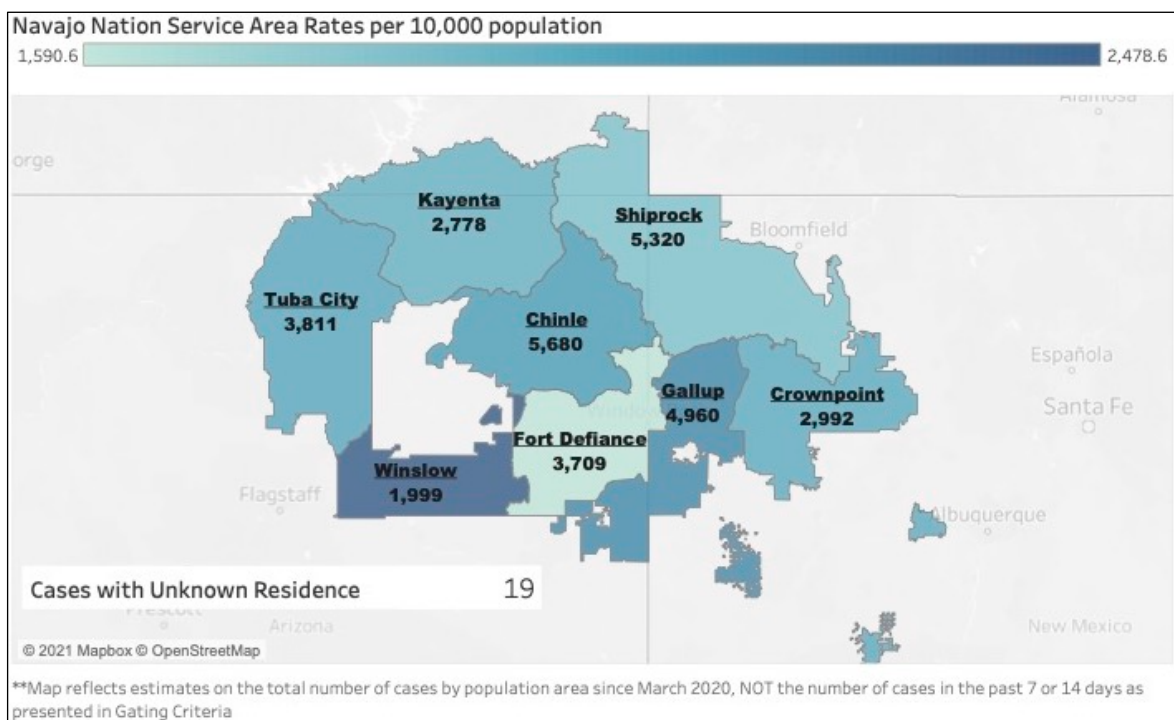 Navajo Nation Service Area Rates per 10,000 population
1,590.6
2,478.6
Alamosa
orge
Kayenta
2,778
Shiprock
5,320
Bloomfield
Tuba City
3,811
Chinle
5,680
Española
Gallup
4,960
Crownpoint
2,992
Window
Santa Fe
Fort Defiance
3,709
Winslow
1,999
Flagstaff
Albuquerque
Cases with Unknown Residence 19
Prescott
Arizona
New Mexico
© 2021 Mapbox © OpenStreetMap
**Map reflects estimates on the total number of cases by population area since March 2020, NOT the number of cases in the past 7 or 14 days as
presented in Gating Criteria